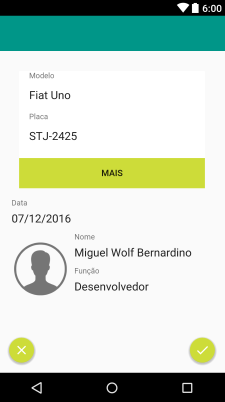 6:00
Modelo
Fiat Uno
Placa
STJ-2425
MAIS
Data
07/12/2016
Nome
Miguel Wolf Bernardino
Função
Desenvolvedor